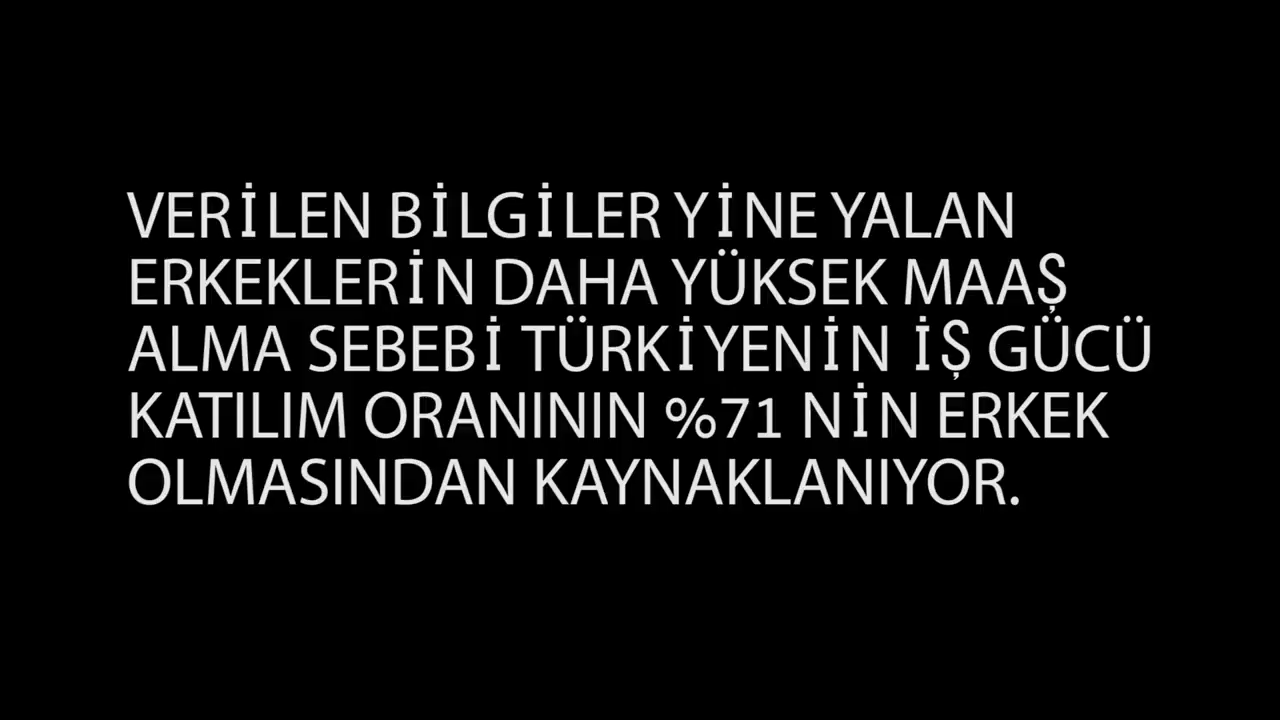 VERİLEN BİLGİLER YİNE YALAN
ERKEKLERİN DAHA YÜKSEK MAAŞ
ALMA SEBEBİ TÜRKİYENİN İŞ GÜCÜ
KATILIM ORANININ %71 NİN ERKEK
OLMASINDAN KAYNAKLANIYOR.